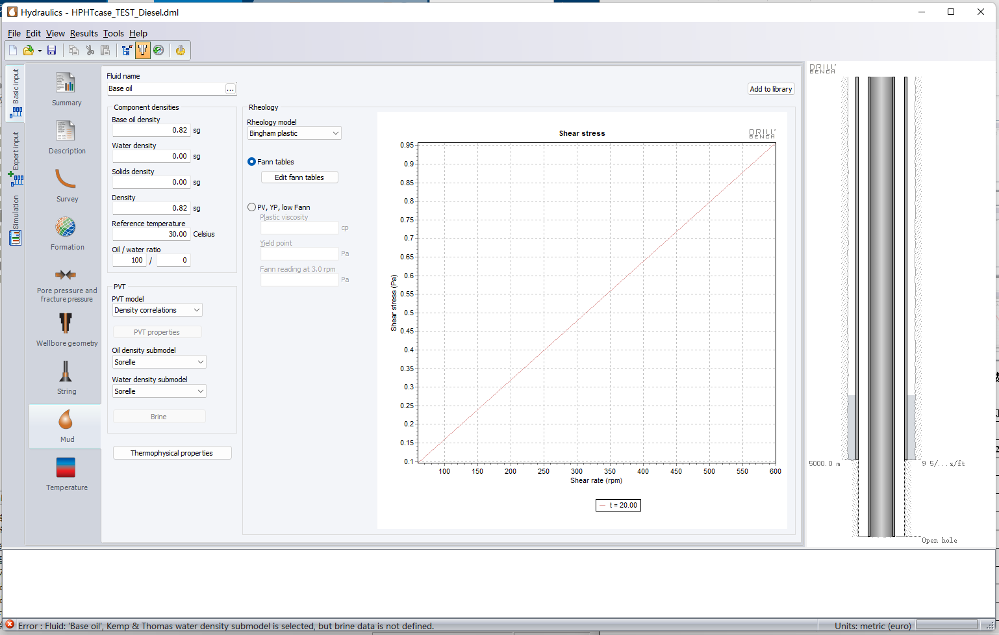 Hydraulics - HPHTcase_TEST_Diesel.dml
File Edit View Results Tools Help
Basic input
Expert input
Simulation
Summary
Description
Survey
Formation
Pore pressure and
fracture pressure
Wellbore geometry
String
Mud
Temperature
Fluid name
Base oil
...
Add to library
Component densities
Base oil density
0.82 sg
Water density
0.00 sg
Solids density
0.00 sg
Density
0.82 sg
Reference temperature
30.00 Celsius
Oil / water ratio
100 / 0
PVT
PVT model
Density correlations
PVT properties
Oil density submodel
Sorelle
Water density submodel
Sorelle
Brine
Thermophysical properties
Rheology
Rheology model
Bingham plastic
Fann tables
Edit fann tables
PV, YP, low Fann
Plastic viscosity
cp
Yield point
Pa
Fann reading at 3.0 rpm
Pa
Shear stress
DRILL BENCH
Shear stress (Pa)
0.95
0.9
0.85
0.8
0.75
0.7
0.65
0.6
0.55
0.5
0.45
0.4
0.35
0.3
0.25
0.2
0.15
0.1
100 150 200 250 300 350 400 450 500 550 600
Shear rate (rpm)
t = 20.00
DRILL BENCH
5000.0 m
9 5/...s/ft
Open hole
Error : Fluid: 'Base oil', Kemp & Thomas water density submodel is selected, but brine data is not defined.
Units: metric (euro)